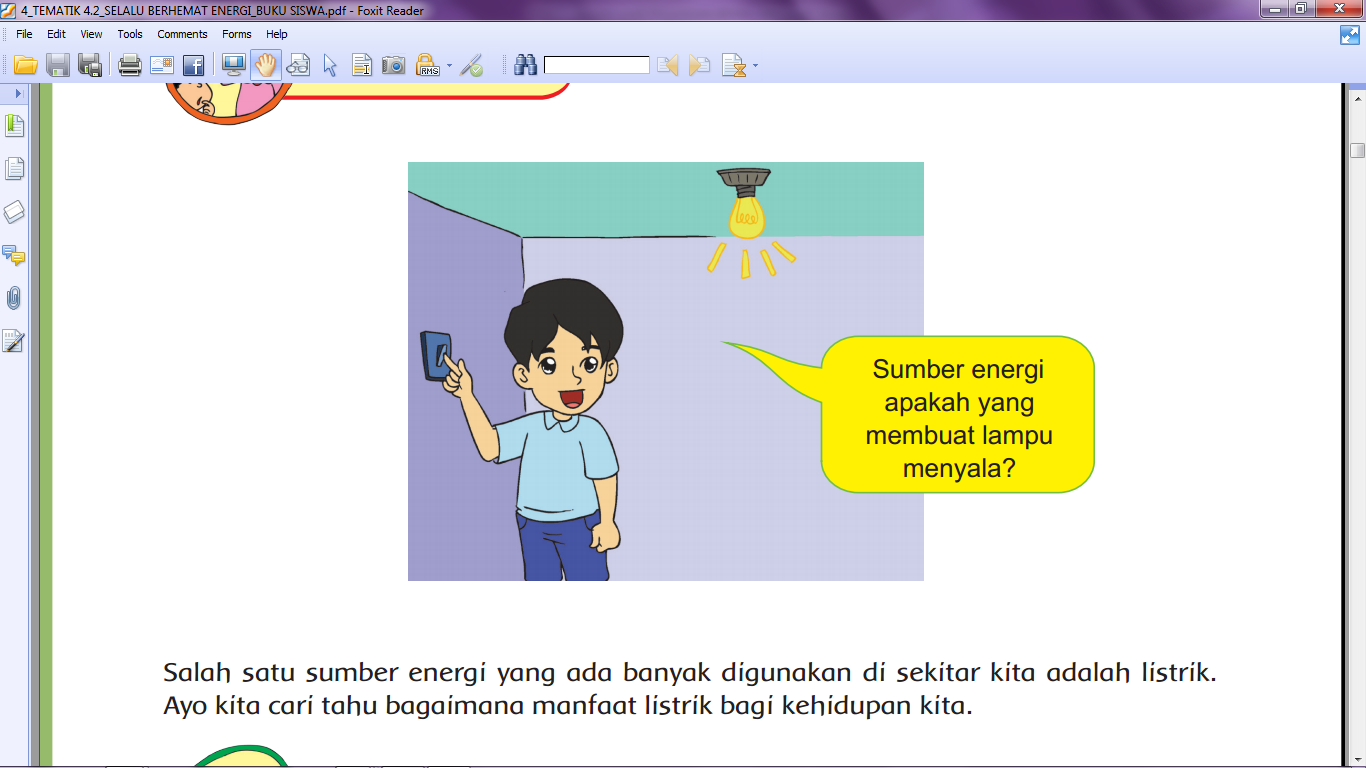 4_TEMATIK 4.2_SELALU BERHEMAT ENERGI_BUKU SISWA.pdf - Foxit Reader
File Edit View Tools Comments Forms Help
RMS
Sumber energi
apakah yang
membuat lampu
menyala?
Salah satu sumber energi yang ada banyak digunakan di sekitar kita adalah listrik.
Ayo kita cari tahu bagaimana manfaat listrik bagi kehidupan kita.